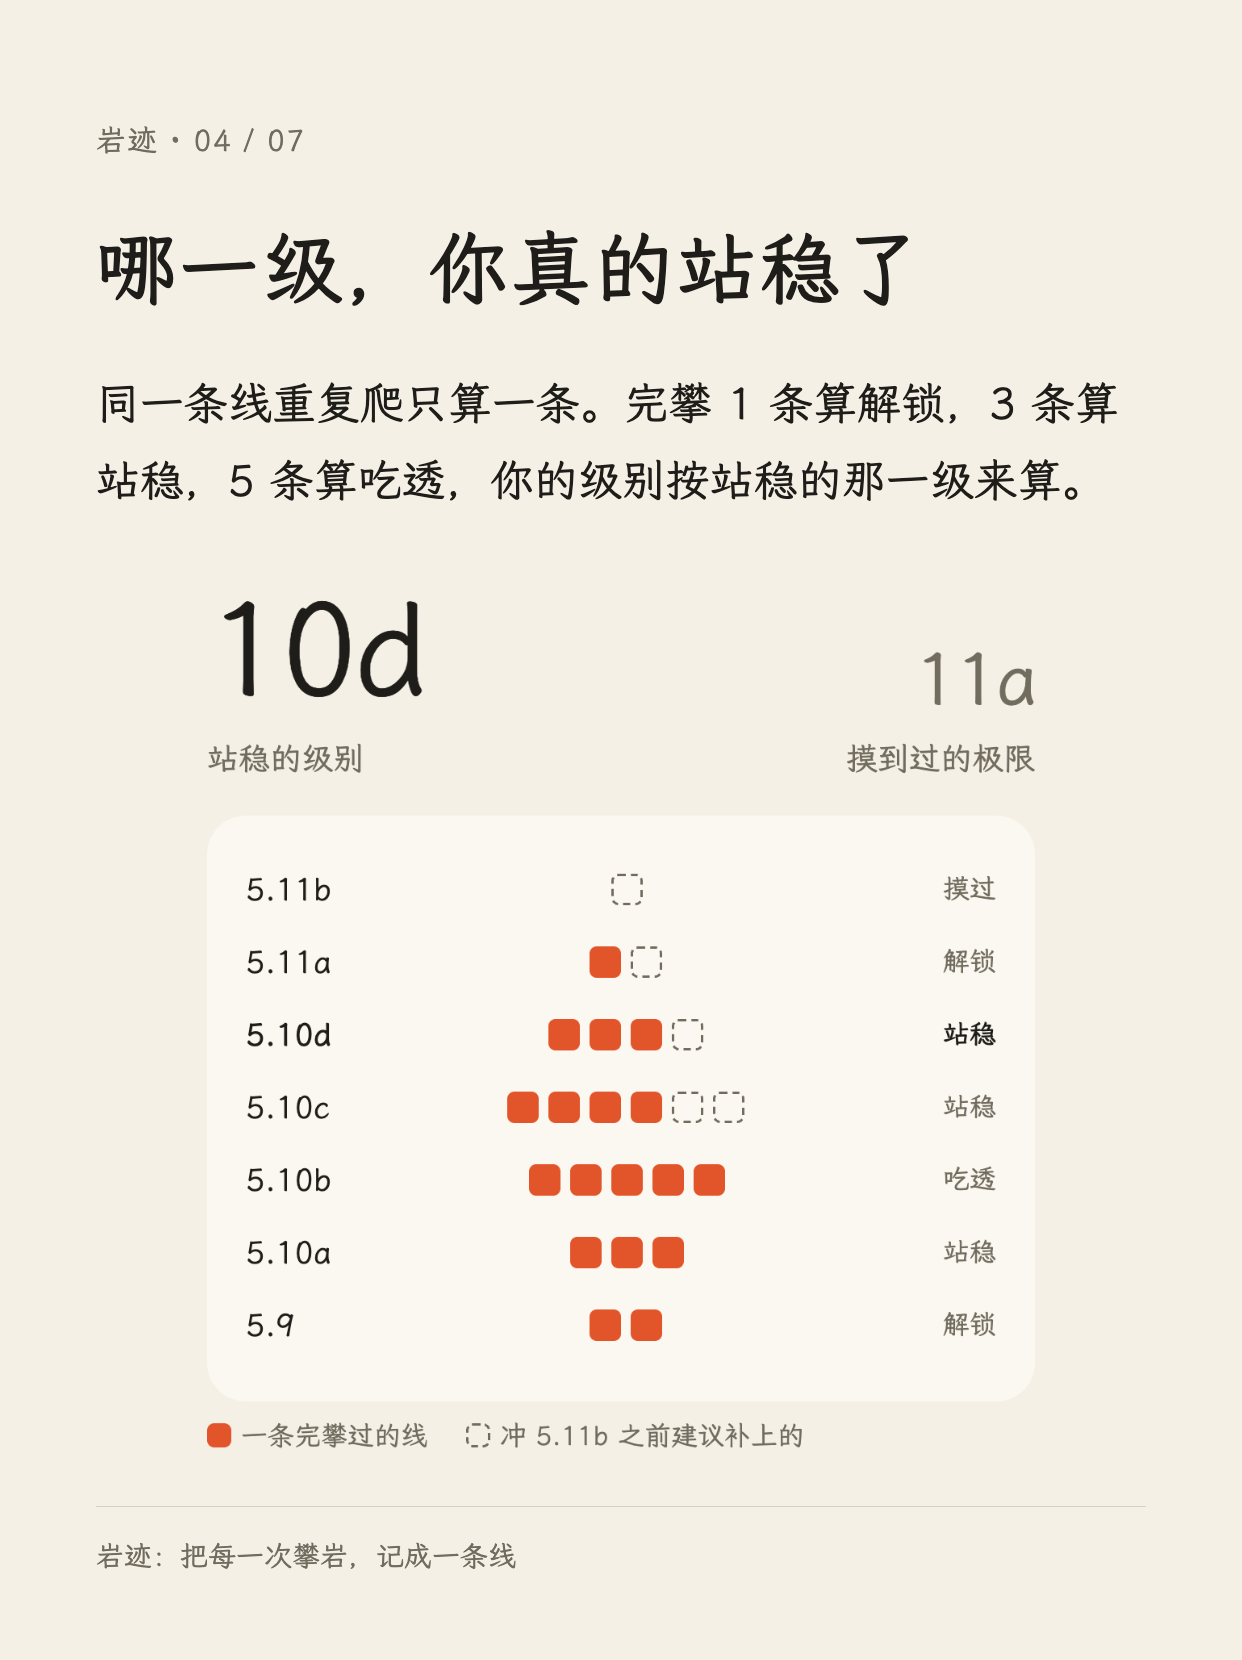 岩迹 · 04 / 07
哪一级，你真的站稳了
同一条线重复爬只算一条。完攀 1 条算解锁，3 条算
站稳，5 条算吃透，你的级别按站稳的那一级来算。
10d
11a
站稳的级别
摸到过的极限
5.11b 摸过
5.11a 解锁
5.10d 站稳
5.10c 站稳
5.10b 吃透
5.10a 站稳
5.9 解锁
一条完攀过的线 冲 5.11b 之前建议补上的
岩迹：把每一次攀岩，记成一条线